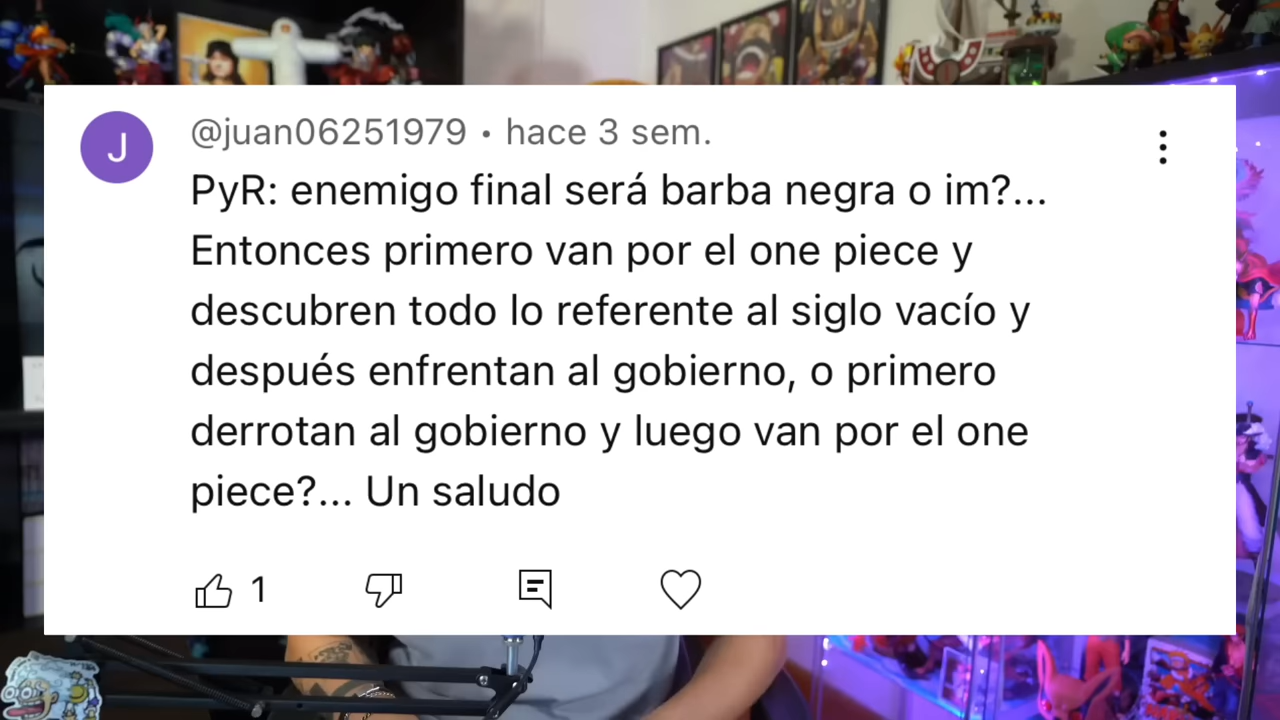 J
@juan06251979 • hace 3 sem.
PyR: enemigo final será barba negra o im?...
Entonces primero van por el one piece y
descubren todo lo referente al siglo vacío y
después enfrentan al gobierno, o primero
derrotan al gobierno y luego van por el one
piece?... Un saludo
1